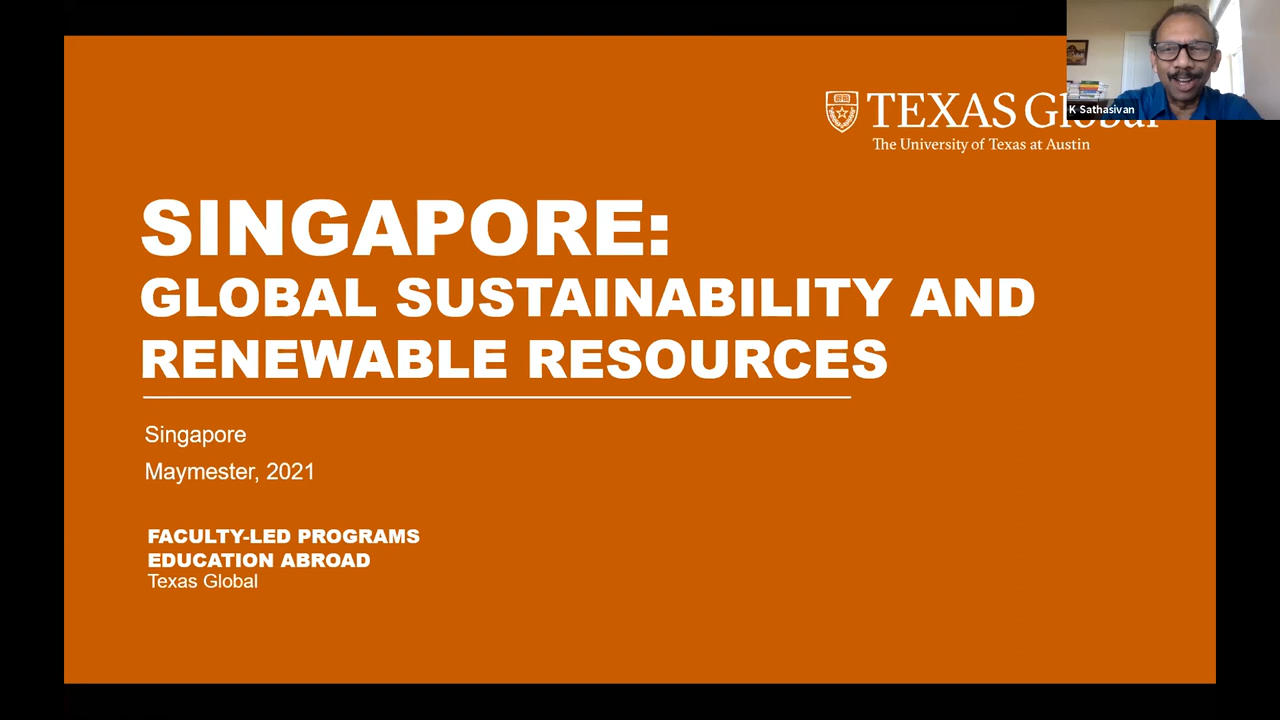 TEXAS Global
The University of Texas at Austin
K Sathasivan
SINGAPORE:
GLOBAL SUSTAINABILITY AND
RENEWABLE RESOURCES
Singapore
Maymester, 2021
FACULTY-LED PROGRAMS
EDUCATION ABROAD
Texas Global